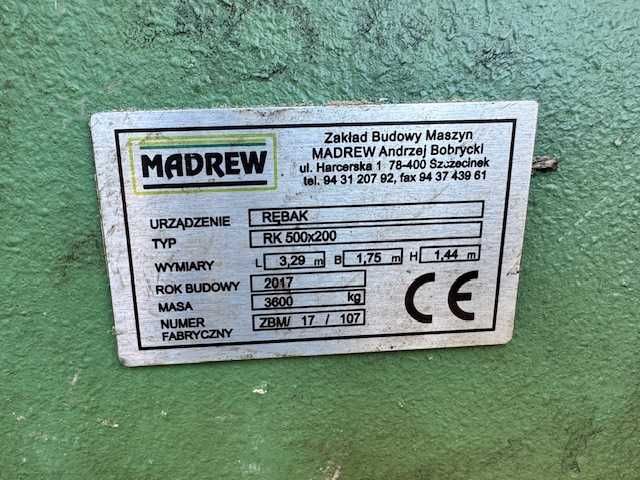 MADREW
Zakład Budowy Maszyn
MADREW Andrzej Bobrycki
ul. Harcerska 1 78-400 Szczecinek
tel. 94 31 207 92, fax 94 37 439 61
URZĄDZENIE RĘBAK
TYP RK 500x200
WYMIARY L 3,29 m B 1,75 m H 1,44 m
ROK BUDOWY 2017
MASA 3600 kg
NUMER FABRYCZNY ZBM/ 17 / 107
CE